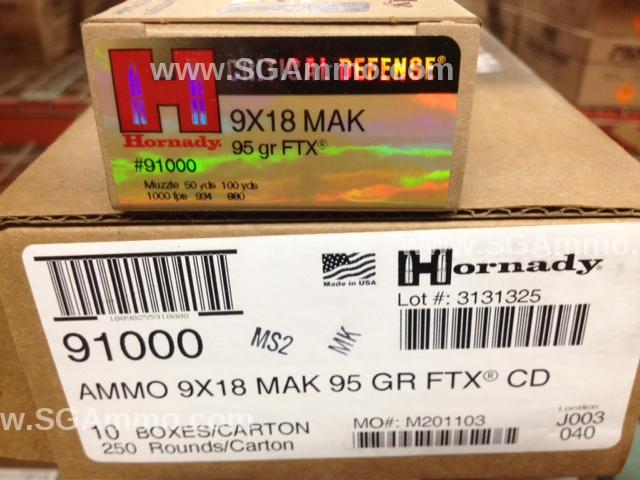 www.SGAmmo.com
CRITICAL DEFENSE®
H
Hornady
9X18 MAK
95 gr FTX®
#91000
Muzzle 50 yds 100 yds
1000 fps 934 880
www.SGAmmo.com
Made in USA
Hornady
Lot #: 3131325
91000
MS2
MK
AMMO 9X18 MAK 95 GR FTX® CD
www.SGAmmo.com
10 BOXES/CARTON
250 Rounds/Carton
MO#: M201103
Location
J003
040